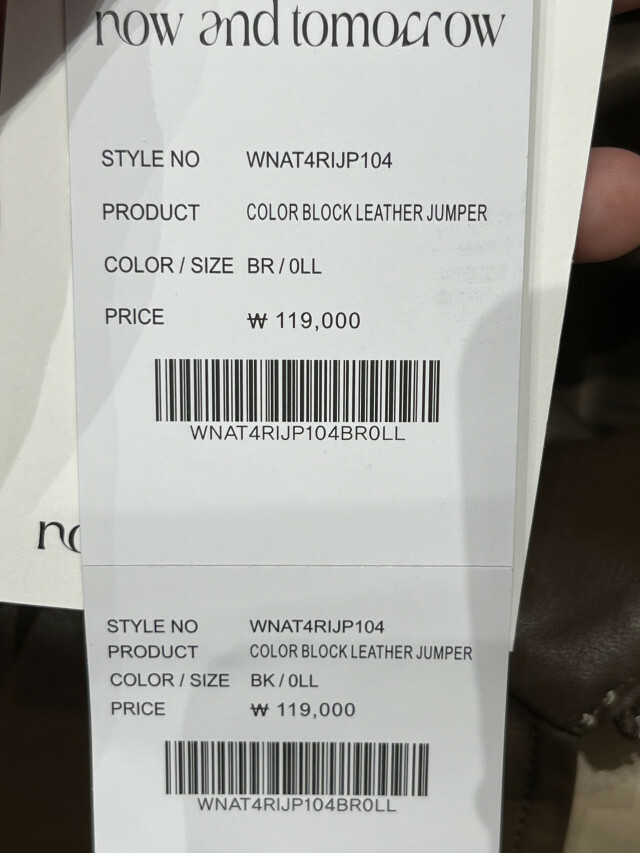 now and tomorrow
STYLE NO WNAT4RIJP104
PRODUCT COLOR BLOCK LEATHER JUMPER
COLOR / SIZE BR / 0LL
PRICE ₩ 119,000
WNAT4RIJP104BR0LL
STYLE NO WNAT4RIJP104
PRODUCT COLOR BLOCK LEATHER JUMPER
COLOR / SIZE BK / 0LL
PRICE ₩ 119,000
WNAT4RIJP104BR0LL